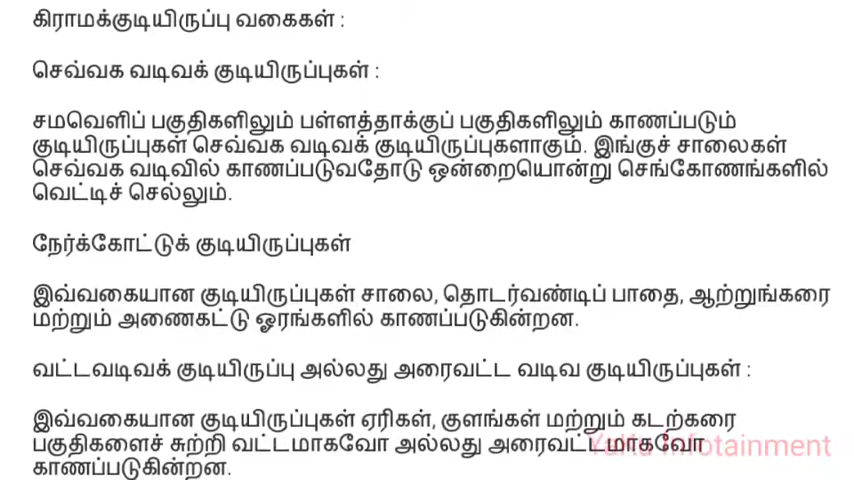 கிராமக்குடியிருப்பு வகைகள் :
செவ்வக வடிவக் குடியிருப்புகள் :
சமவெளிப் பகுதிகளிலும் பள்ளத்தாக்குப் பகுதிகளிலும் காணப்படும்
குடியிருப்புகள் செவ்வக வடிவக் குடியிருப்புகளாகும். இங்குச் சாலைகள்
செவ்வக வடிவில் காணப்படுவதோடு ஒன்றையொன்று செங்கோணங்களில்
வெட்டிச் செல்லும்.
நேர்க்கோட்டுக் குடியிருப்புகள்
இவ்வகையான குடியிருப்புகள் சாலை, தொடர்வண்டிப் பாதை, ஆற்றுங்கரை
மற்றும் அணைகட்டு ஓரங்களில் காணப்படுகின்றன.
வட்டவடிவக் குடியிருப்பு அல்லது அரைவட்ட வடிவ குடியிருப்புகள் :
இவ்வகையான குடியிருப்புகள் ஏரிகள், குளங்கள் மற்றும் கடற்கரை
பகுதிகளைச் சுற்றி வட்டமாகவோ அல்லது அரைவட்டமாகவோ
காணப்படுகின்றன.
Infotainment